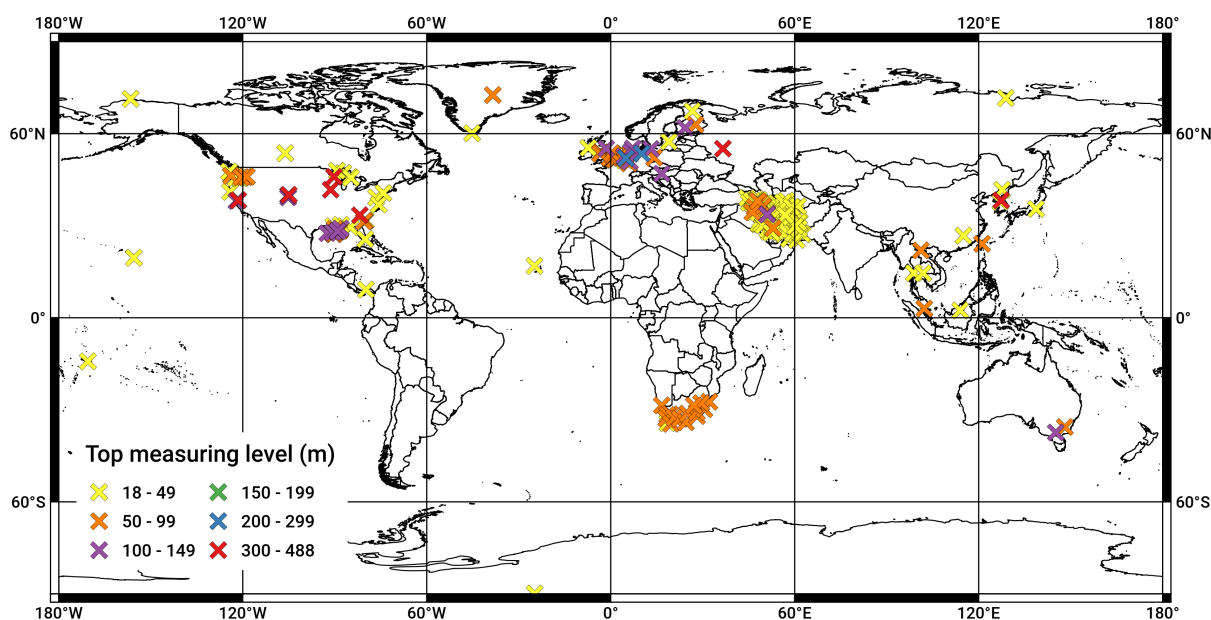 180°W 120°W 60°W 0° 60°E 120°E 180°
60°N 60°N
0° 0°
Top measuring level (m)
18 - 49 150 - 199
60°S 60°S
50 - 99 200 - 299
100 - 149 300 - 488
180°W 120°W 60°W 0° 60°E 120°E 180°